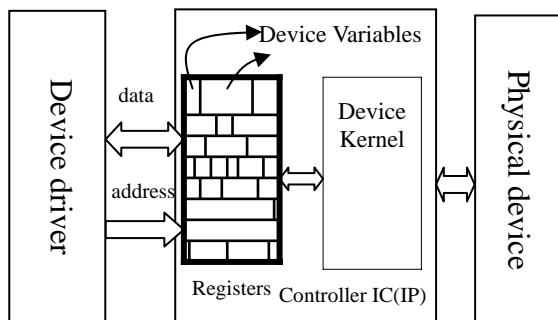 Device driver
data
address
Device Variables
Registers
Device
Kernel
Controller IC(IP)
Physical device